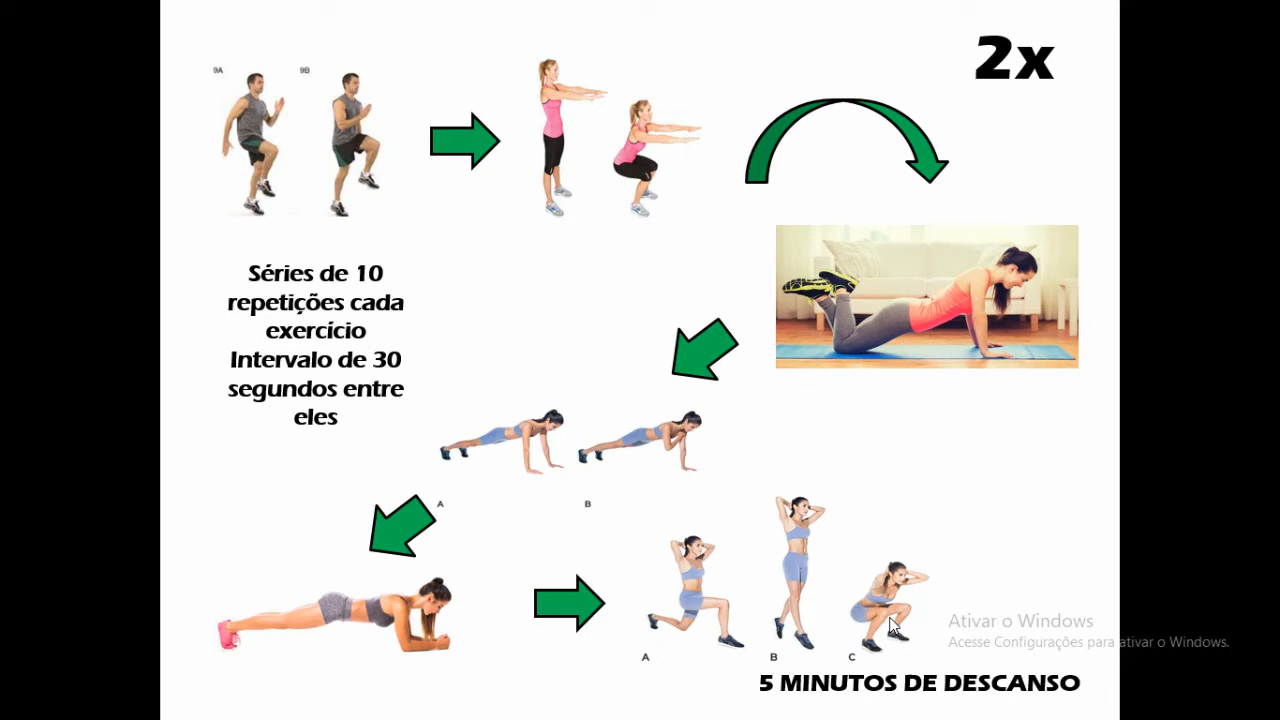 2x
9A
9B
Séries de 10
repetições cada
exercício
Intervalo de 30
segundos entre
eles
A
B
A
B
C
Ativar o Windows
Acesse Configurações para ativar o Windows.
5 MINUTOS DE DESCANSO